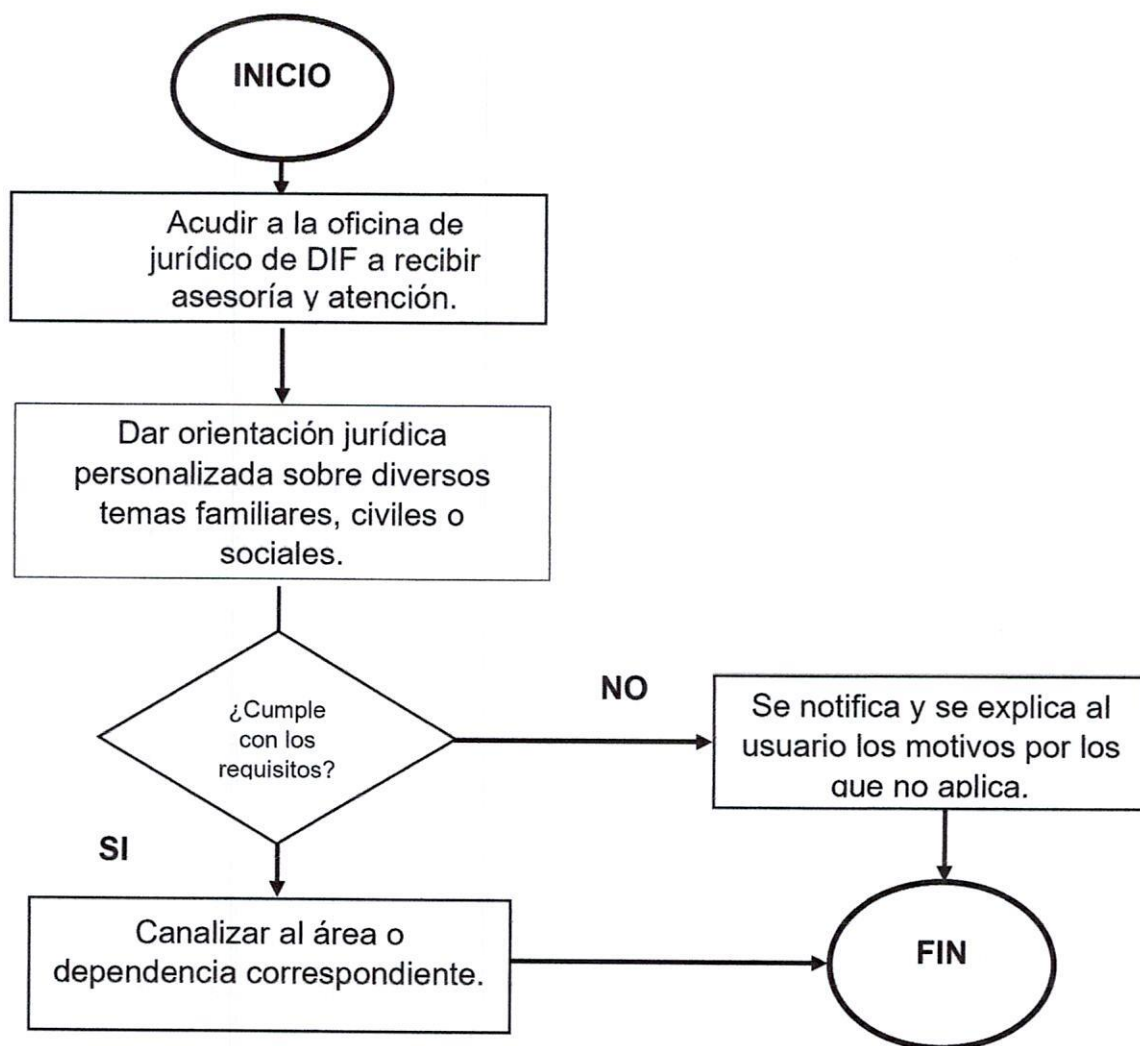 INICIO
Acudir a la oficina de
jurídico de DIF a recibir
asesoría y atención.
Dar orientación jurídica
personalizada sobre diversos
temas familiares, civiles o
sociales.
¿Cumple
con los
requisitos?
NO
Se notifica y se explica al
usuario los motivos por los
que no aplica.
SI
Canalizar al área o
dependencia correspondiente.
FIN